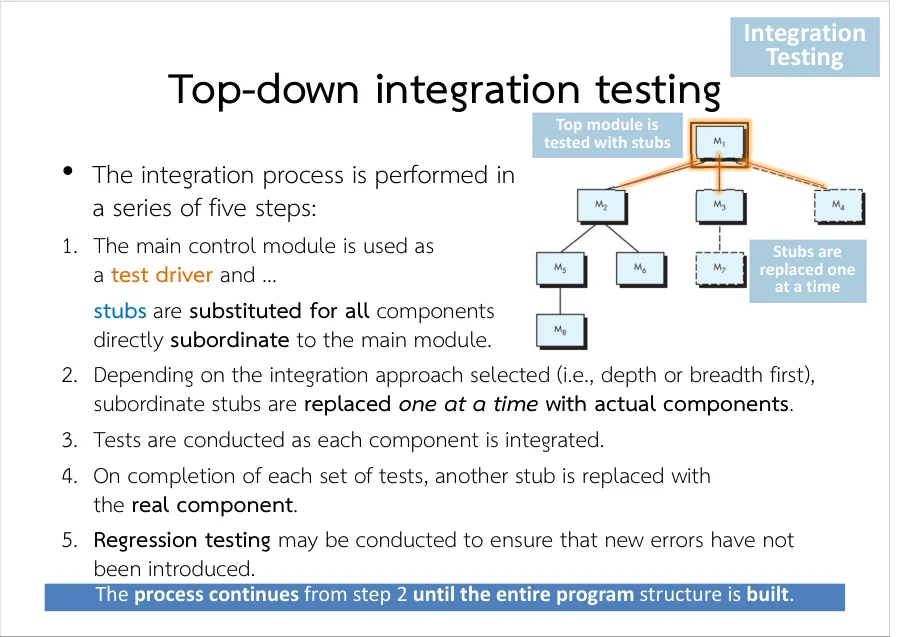 Integration
Testing
Top-down integration testing
Top module is
tested with stubs
M1
• The integration process is performed in
a series of five steps:
M2
M3
M4
1. The main control module is used as
a test driver and ...
Stubs are
replaced one
at a time
M5
M6
M7
stubs are substituted for all components
directly subordinate to the main module.
M8
2. Depending on the integration approach selected (i.e., depth or breadth first),
subordinate stubs are replaced one at a time with actual components.
3. Tests are conducted as each component is integrated.
4. On completion of each set of tests, another stub is replaced with
the real component.
5. Regression testing may be conducted to ensure that new errors have not
been introduced.
The process continues from step 2 until the entire program structure is built.